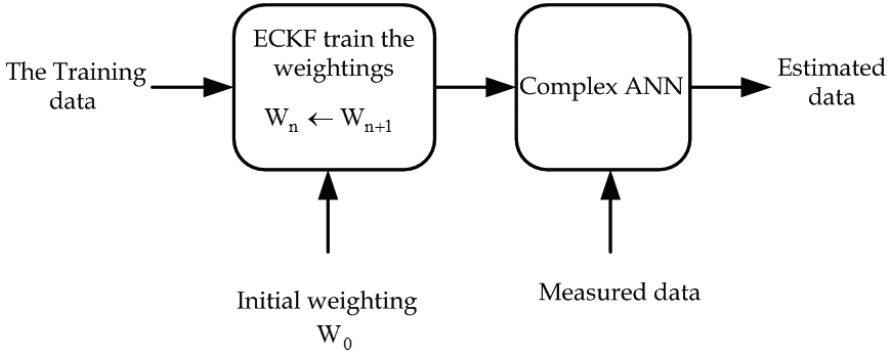 The Training
data
ECKF train the
weightings
Wₙ ← Wₙ₊₁
Complex ANN
Estimated
data
Initial weighting
W₀
Measured data